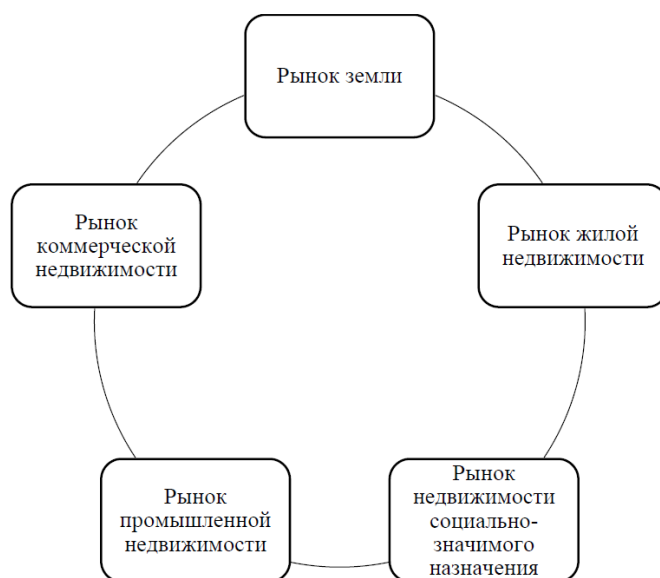 Рынок земли
Рынок
коммерческой
недвижимости
Рынок жилой
недвижимости
Рынок
промышленной
недвижимости
Рынок
недвижимости
социально-
значимого
назначения